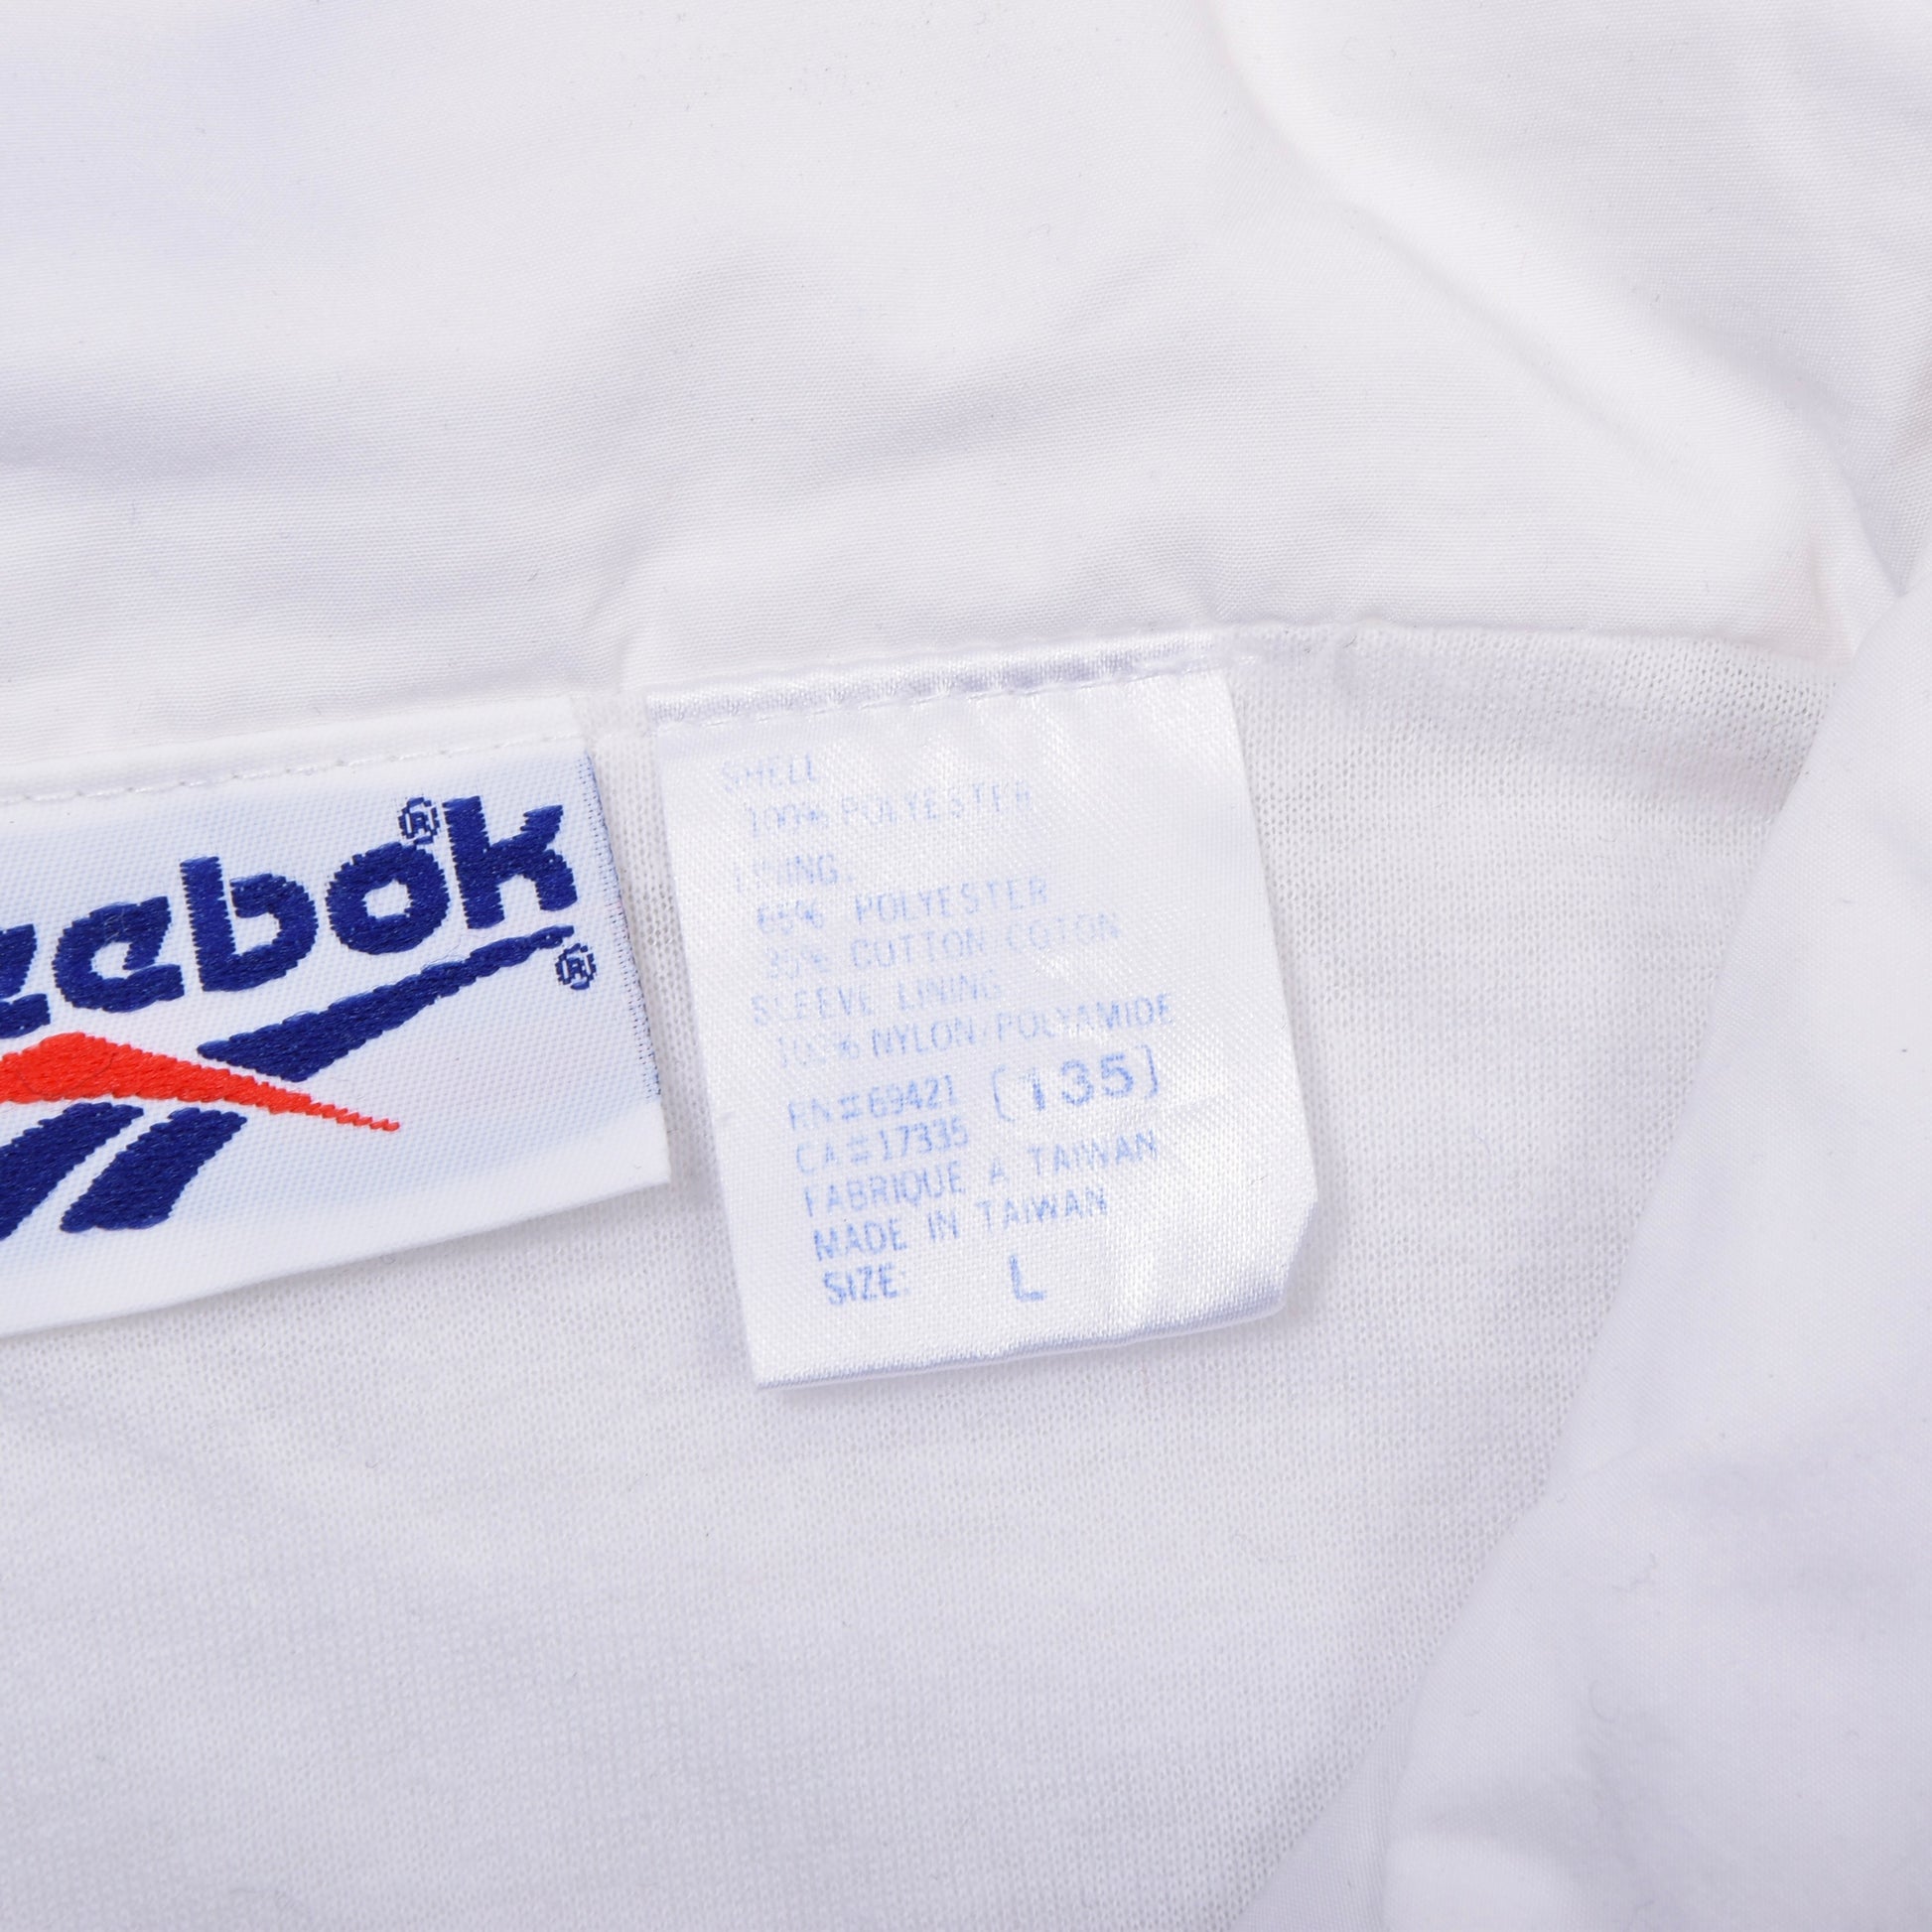 eebok®
®
SHELL
100% POLYESTER
LINING:
65% POLYESTER
35% COTTON COTON
SLEEVE LINING
100% NYLON/POLYAMIDE
RN#69421 (135)
CA#17335
FABRIQUE A TAIWAN
MADE IN TAIWAN
SIZE: L